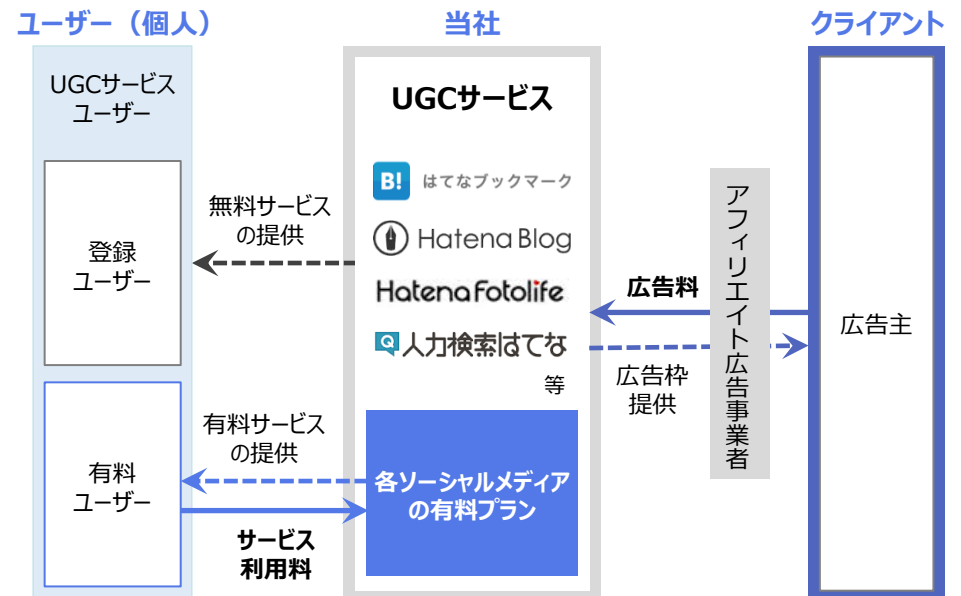 ユーザー（個人）
当社
クライアント
UGCサービス
ユーザー
登録
ユーザー
有料
ユーザー
無料サービス
の提供
有料サービス
の提供
サービス
利用料
UGCサービス
B! はてなブックマーク
Hatena Blog
Hatena Fotolife
Q 人力検索はてな
等
各ソーシャルメディア
の有料プラン
広告料
広告枠
提供
アフィリエイト広告事業者
広告主